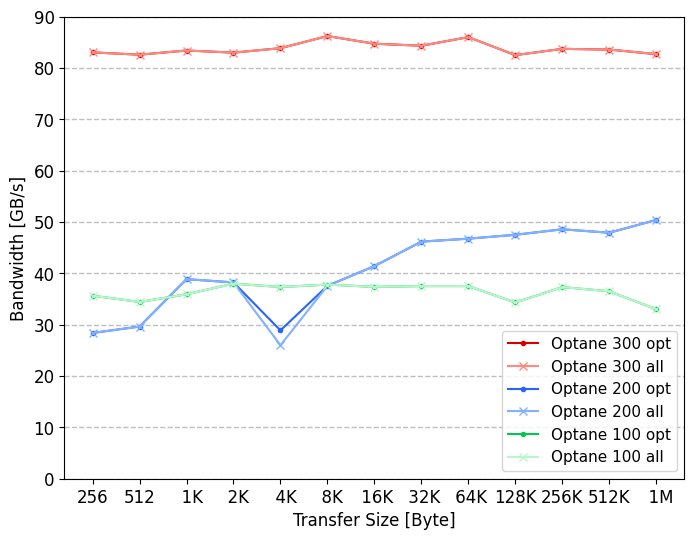 90
80
70
60
50
40
30
20
10
0
Bandwidth [GB/s]
Optane 300 opt
Optane 300 all
Optane 200 opt
Optane 200 all
Optane 100 opt
Optane 100 all
256 512 1K 2K 4K 8K 16K 32K 64K 128K 256K 512K 1M
Transfer Size [Byte]